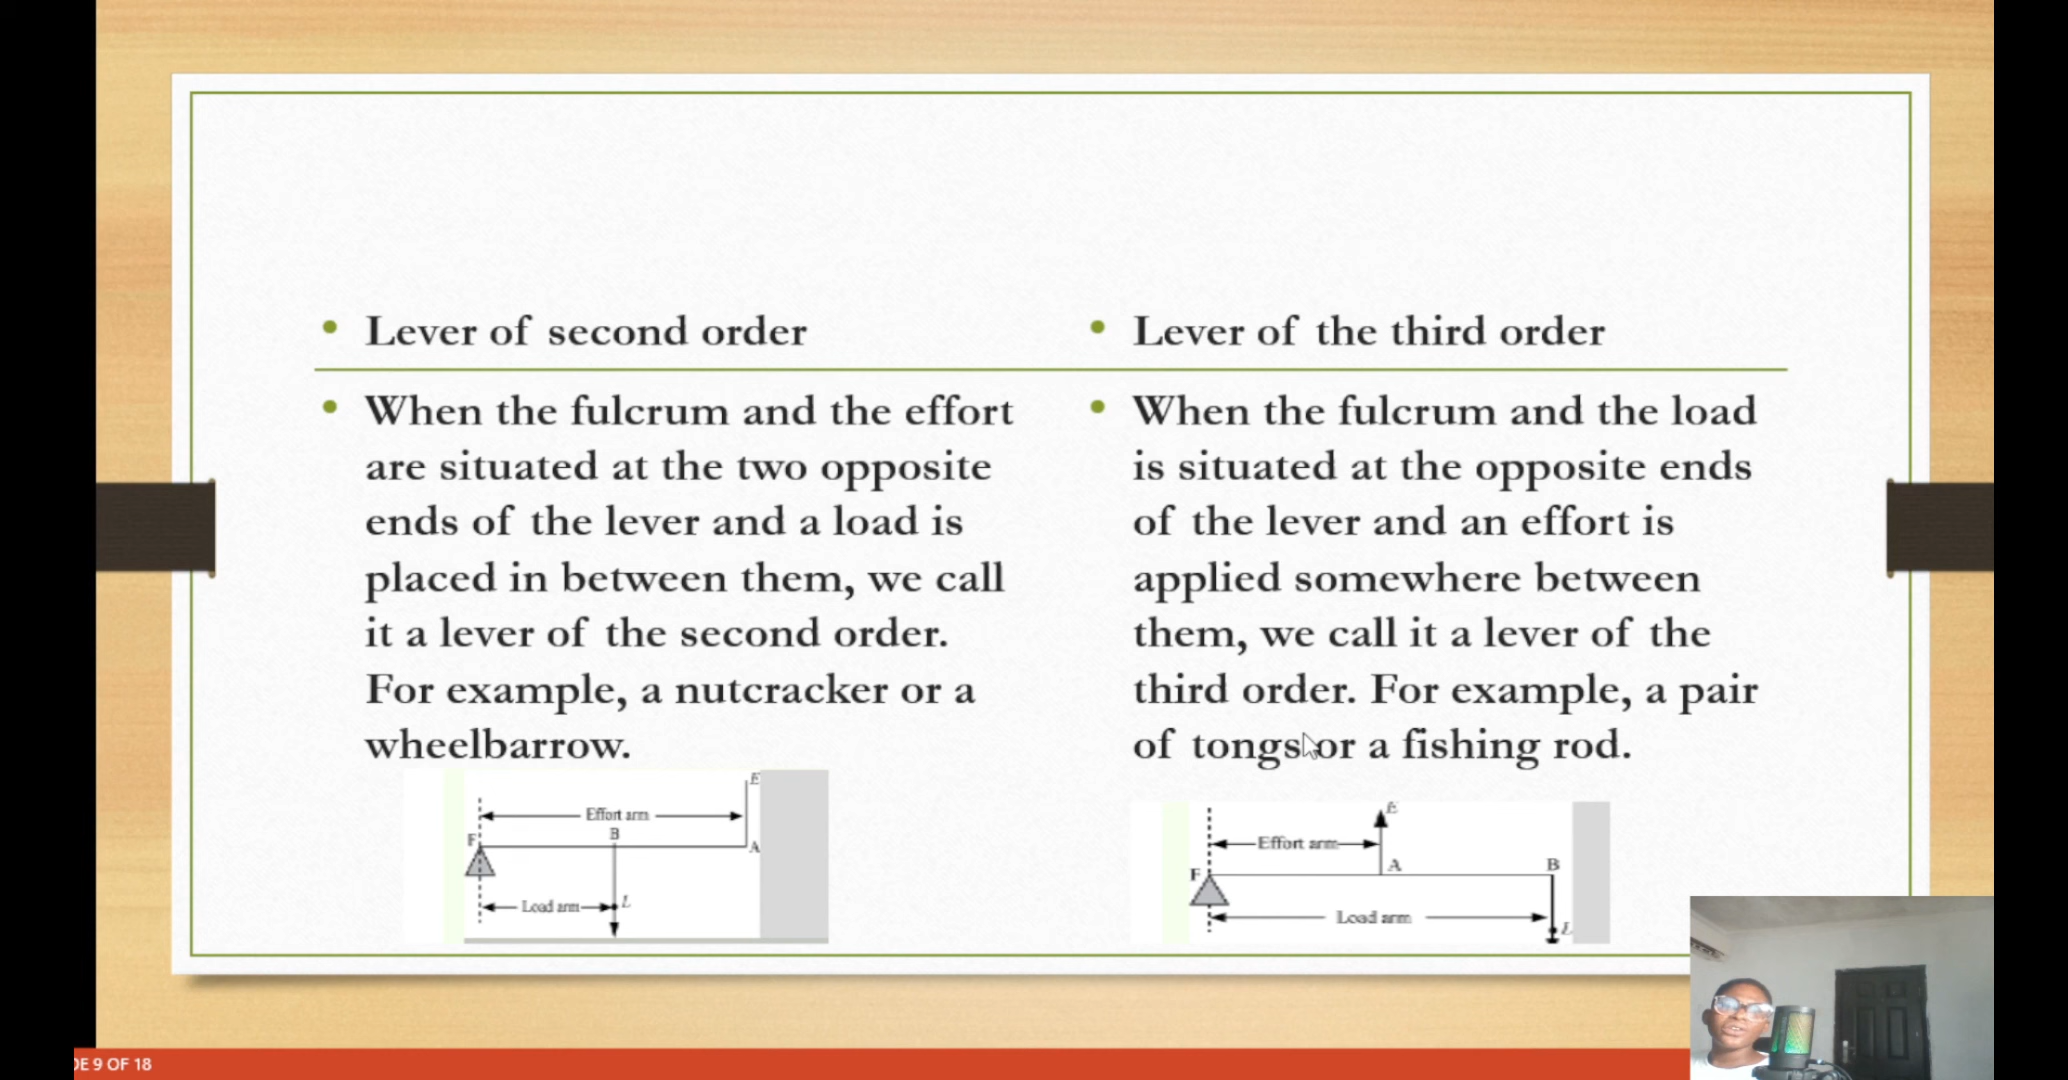 Lever of second order
When the fulcrum and the effort
are situated at the two opposite
ends of the lever and a load is
placed in between them, we call
it a lever of the second order.
For example, a nutcracker or a
wheelbarrow.
E
Effort arm
B
F
A
Load arm
L
Lever of the third order
When the fulcrum and the load
is situated at the opposite ends
of the lever and an effort is
applied somewhere between
them, we call it a lever of the
third order. For example, a pair
of tongs or a fishing rod.
E
Effort arm
A
B
F
Load arm
L
DE 9 OF 18